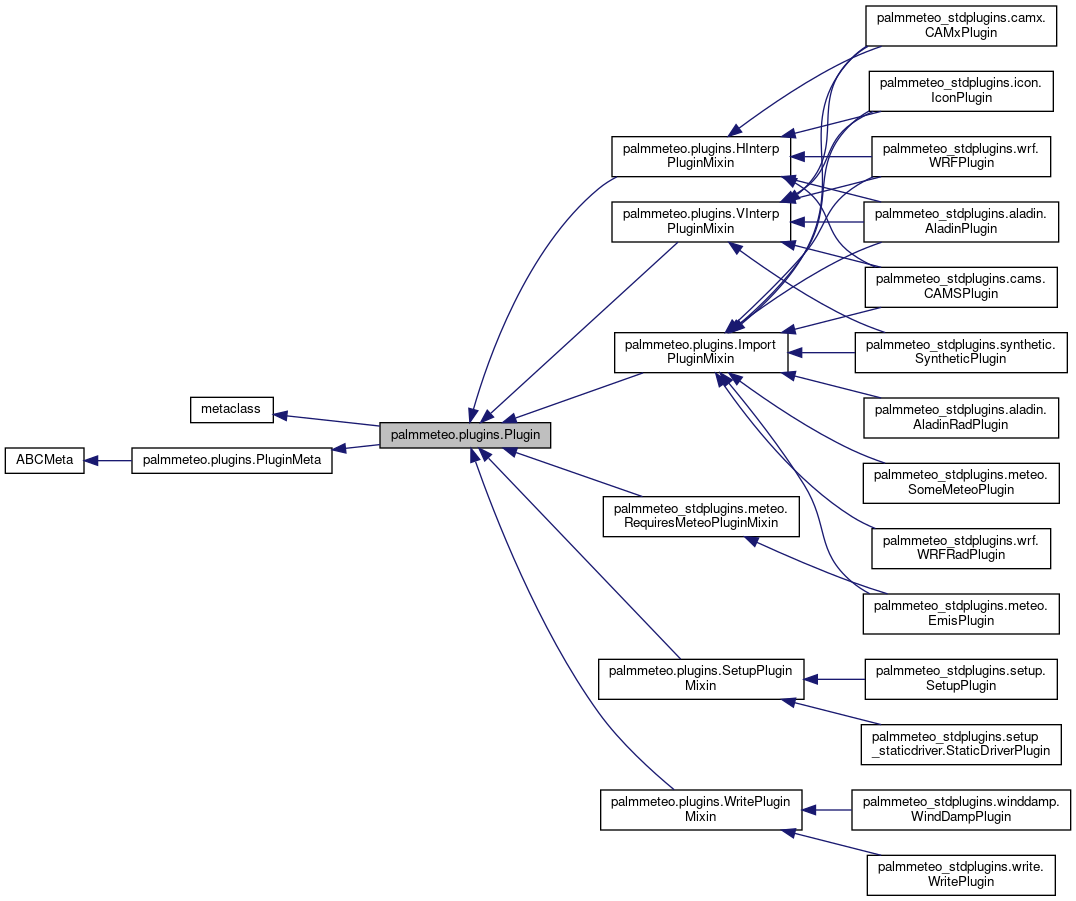 palmmeteo_stdplugins.camx.
CAMxPlugin
palmmeteo_stdplugins.icon.
IconPlugin
palmmeteo.plugins.HInterp
PluginMixin
palmmeteo_stdplugins.wrf.
WRFPlugin
palmmeteo.plugins.VInterp
PluginMixin
palmmeteo_stdplugins.aladin.
AladinPlugin
palmmeteo_stdplugins.cams.
CAMSPlugin
palmmeteo.plugins.Import
PluginMixin
palmmeteo_stdplugins.synthetic.
SyntheticPlugin
metaclass
palmmeteo_stdplugins.aladin.
AladinRadPlugin
palmmeteo.plugins.Plugin
ABCMeta
palmmeteo.plugins.PluginMeta
palmmeteo_stdplugins.meteo.
SomeMeteoPlugin
palmmeteo_stdplugins.meteo.
RequiresMeteoPluginMixin
palmmeteo_stdplugins.wrf.
WRFRadPlugin
palmmeteo_stdplugins.meteo.
EmisPlugin
palmmeteo.plugins.SetupPlugin
Mixin
palmmeteo_stdplugins.setup.
SetupPlugin
palmmeteo_stdplugins.setup
_staticdriver.StaticDriverPlugin
palmmeteo.plugins.WritePlugin
Mixin
palmmeteo_stdplugins.winddamp.
WindDampPlugin
palmmeteo_stdplugins.write.
WritePlugin